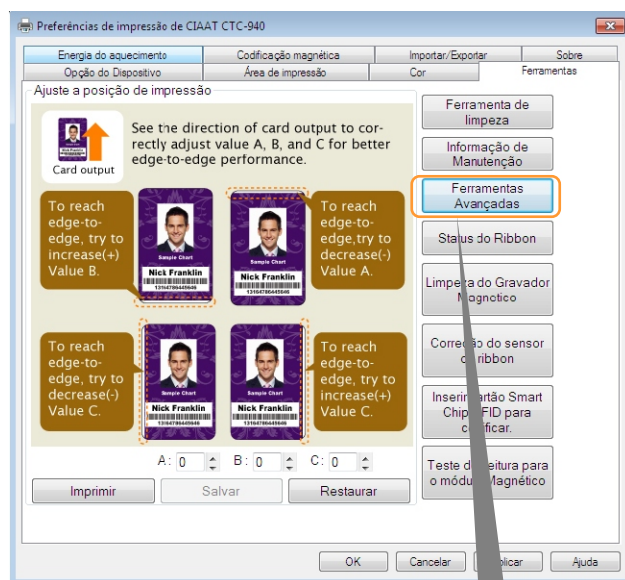 Preferências de impressão de CIAAT CTC-940
Energia do aquecimento
Codificação magnética
Importar/Exportar
Sobre
Opção do Dispositivo
Área de impressão
Cor
Ferramentas
Ajuste a posição de impressão
Card output
See the direction of card output to cor-
rectly adjust value A, B, and C for better
edge-to-edge performance.
To reach
edge-to-
edge, try to
increase(+)
Value B.
Sample Chart
Nick Franklin
13164786445646
Sample Chart
Nick Franklin
13164786445646
To reach
edge-to-
edge,try to
decrease(-)
Value A.
To reach
edge-to-
edge, try to
decrease(-)
Value C.
Sample Chart
Nick Franklin
13164786445646
Sample Chart
Nick Franklin
13164786445646
To reach
edge-to-
edge, try to
increase(+)
Value C.
A: 0 B: 0 C: 0
Imprimir
Salvar
Restaurar
Ferramenta de
limpeza
Informação de
Manutenção
Ferramentas
Avançadas
Status do Ribbon
Limpeza do Gravador
Magnotico
Correção do sensor
ribbon
Inserir cartão Smart
Chip para
OK
Cancelar
Ajuda
Teste de leitura para
o módulo Magnético